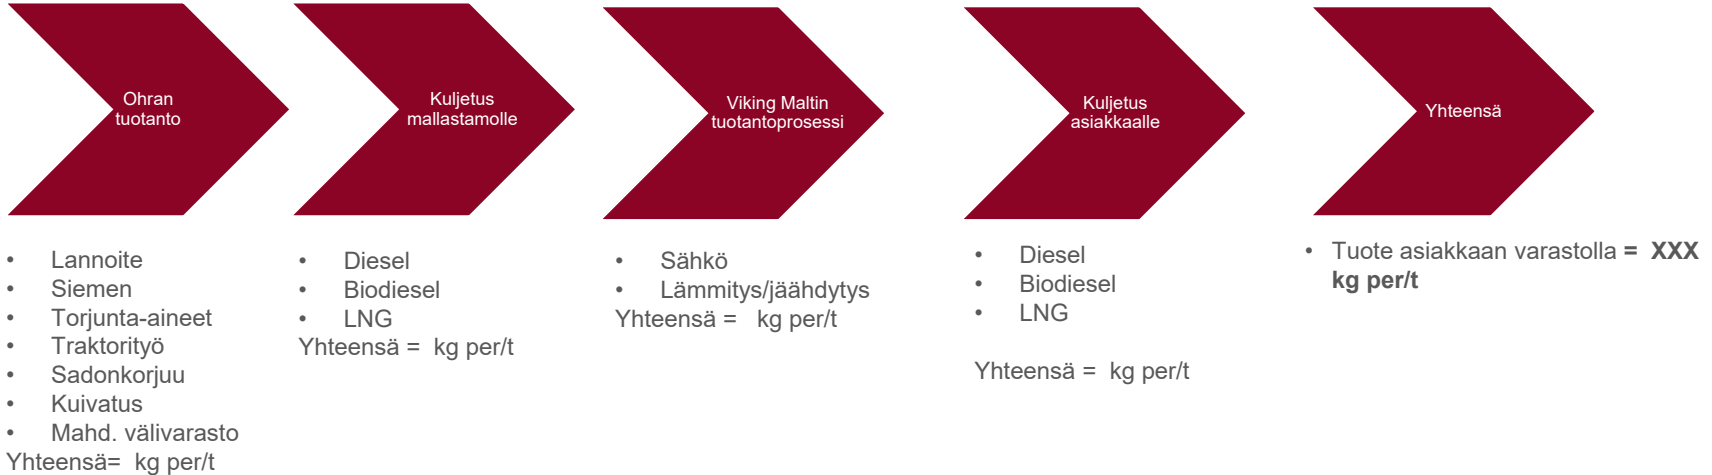 Ohran
tuotanto
Kuljetus
mallastamolle
Viking Maltin
tuotantoprosessi
Kuljetus
asiakkaalle
Yhteensä
• Lannoite
• Siemen
• Torjunta-aineet
• Traktorityö
• Sadonkorjuu
• Kuivatus
• Mahd. välivarasto
Yhteensä= kg per/t
• Diesel
• Biodiesel
• LNG
Yhteensä = kg per/t
• Sähkö
• Lämmitys/jäähdytys
Yhteensä = kg per/t
• Diesel
• Biodiesel
• LNG
Yhteensä = kg per/t
• Tuote asiakkaan varastolla = XXX
kg per/t